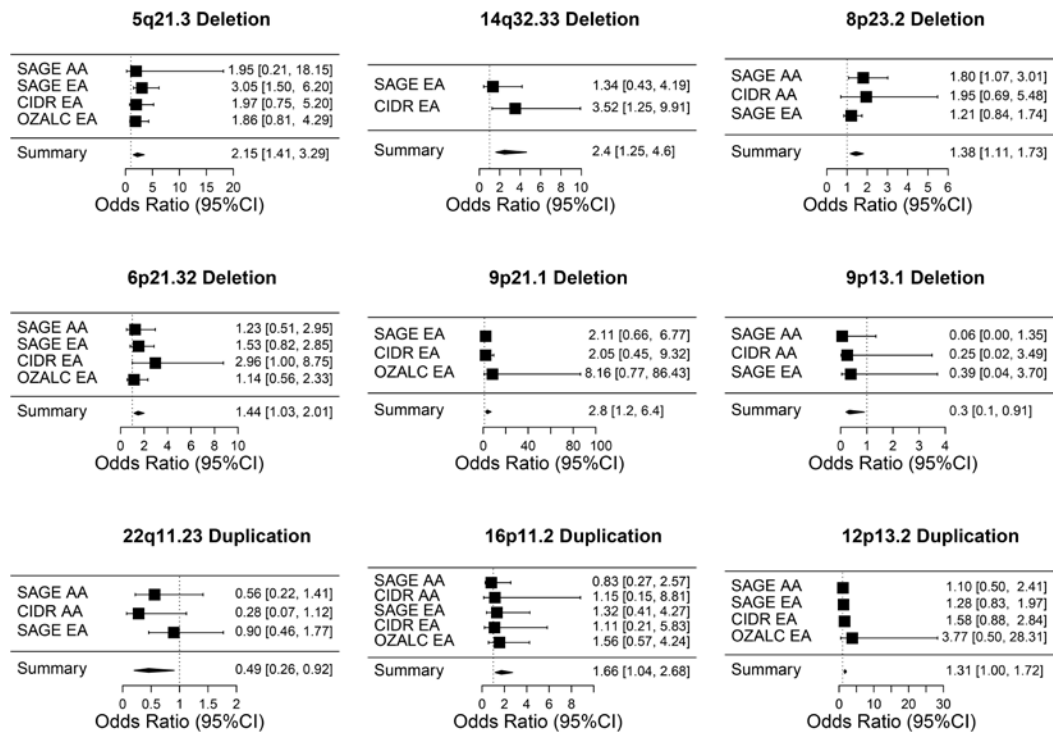 5q21.3 Deletion
SAGE AA 1.95 [0.21, 18.15]
SAGE EA 3.05 [1.50, 6.20]
CIDR EA 1.97 [0.75, 5.20]
OZALC EA 1.86 [0.81, 4.29]
Summary 2.15 [1.41, 3.29]
0 5 10 20
Odds Ratio (95%CI)
14q32.33 Deletion
SAGE EA 1.34 [0.43, 4.19]
CIDR EA 3.52 [1.25, 9.91]
Summary 2.4 [1.25, 4.6]
0 2 4 6 10
Odds Ratio (95%CI)
8p23.2 Deletion
SAGE AA 1.80 [1.07, 3.01]
CIDR AA 1.95 [0.69, 5.48]
SAGE EA 1.21 [0.84, 1.74]
Summary 1.38 [1.11, 1.73]
0 1 2 3 4 5 6
Odds Ratio (95%CI)
6p21.32 Deletion
SAGE AA 1.23 [0.51, 2.95]
SAGE EA 1.53 [0.82, 2.85]
CIDR EA 2.96 [1.00, 8.75]
OZALC EA 1.14 [0.56, 2.33]
Summary 1.44 [1.03, 2.01]
0 2 4 6 8 10
Odds Ratio (95%CI)
9p21.1 Deletion
SAGE EA 2.11 [0.66, 6.77]
CIDR EA 2.05 [0.45, 9.32]
OZALC EA 8.16 [0.77, 86.43]
Summary 2.8 [1.2, 6.4]
0 40 80 100
Odds Ratio (95%CI)
9p13.1 Deletion
SAGE AA 0.06 [0.00, 1.35]
CIDR AA 0.25 [0.02, 3.49]
SAGE EA 0.39 [0.04, 3.70]
Summary 0.3 [0.1, 0.91]
0 1 2 3 4
Odds Ratio (95%CI)
22q11.23 Duplication
SAGE AA 0.56 [0.22, 1.41]
CIDR AA 0.28 [0.07, 1.12]
SAGE EA 0.90 [0.46, 1.77]
Summary 0.49 [0.26, 0.92]
0 0.5 1 1.5 2
Odds Ratio (95%CI)
16p11.2 Duplication
SAGE AA 0.83 [0.27, 2.57]
CIDR AA 1.15 [0.15, 8.81]
SAGE EA 1.32 [0.41, 4.27]
CIDR EA 1.11 [0.21, 5.83]
OZALC EA 1.56 [0.57, 4.24]
Summary 1.66 [1.04, 2.68]
0 2 4 6 8
Odds Ratio (95%CI)
12p13.2 Duplication
SAGE AA 1.10 [0.50, 2.41]
SAGE EA 1.28 [0.83, 1.97]
CIDR EA 1.58 [0.88, 2.84]
OZALC EA 3.77 [0.50, 28.31]
Summary 1.31 [1.00, 1.72]
0 10 20 30
Odds Ratio (95%CI)